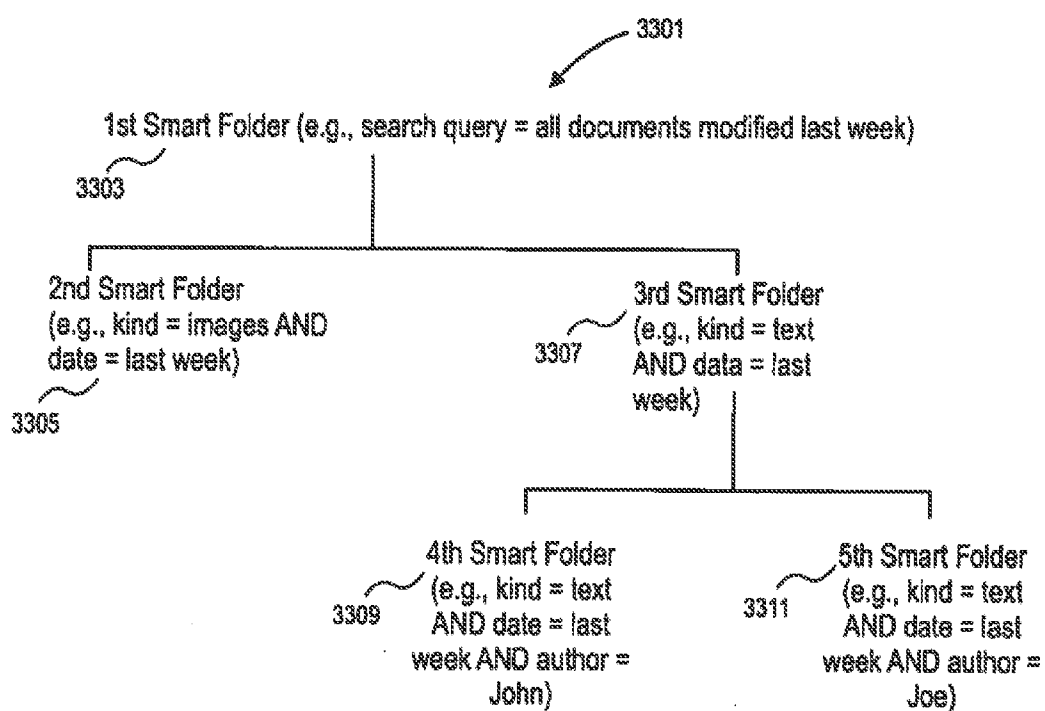 3301
1st Smart Folder (e.g., search query = all documents modified last week)
3303
2nd Smart Folder
(e.g., kind = images AND
date = last week)
3305
3rd Smart Folder
(e.g., kind = text
AND data = last
week)
3307
4th Smart Folder
(e.g., kind = text
AND date = last
week AND author =
John)
3309
5th Smart Folder
(e.g., kind = text
AND date = last
week AND author =
Joe)
3311